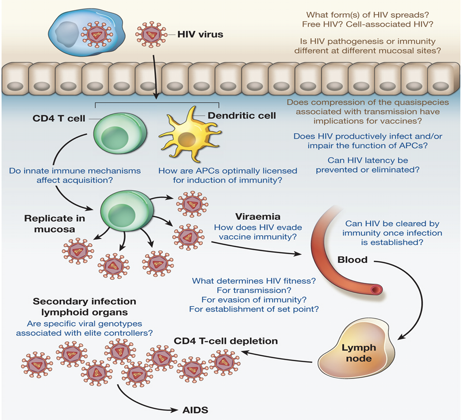 What form(s) of HIV spreads?
Free HIV? Cell-associated HIV?
HIV virus
Is HIV pathogenesis or immunity
different at different mucosal sites?
Does compression of the quasispecies
associated with transmission have
implications for vaccines?
CD4 T cell
Dendritic cell
Does HIV productively infect and/or
impair the function of APCs?
Can HIV latency be
prevented or eliminated?
Do innate immune mechanisms
affect acquisition?
How are APCs optimally licensed
for induction of immunity?
Replicate in
mucosa
Viraemia
How does HIV evade
vaccine immunity?
Can HIV be cleared by
immunity once infection
is established?
Blood
What determines HIV fitness?
For transmission?
For evasion of immunity?
For establishment of set point?
Secondary infection
lymphoid organs
Are specific viral genotypes
associated with elite controllers?
CD4 T-cell depletion
Lymph
node
AIDS